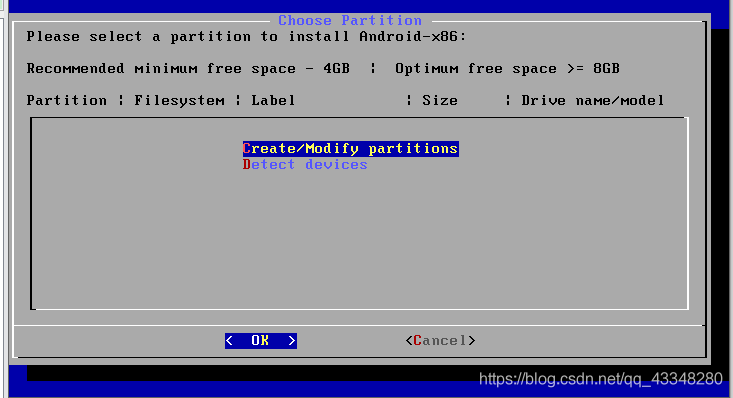 Choose Partition
Please select a partition to install Android-x86:
Recommended minimum free space - 4GB ¦ Optimum free space >= 8GB
Partition ¦ Filesystem ¦ Label ¦ Size ¦ Drive name/model
Create/Modify partitions
Detect devices
< OK > <Cancel>
https://blog.csdn.net/qq_43348280